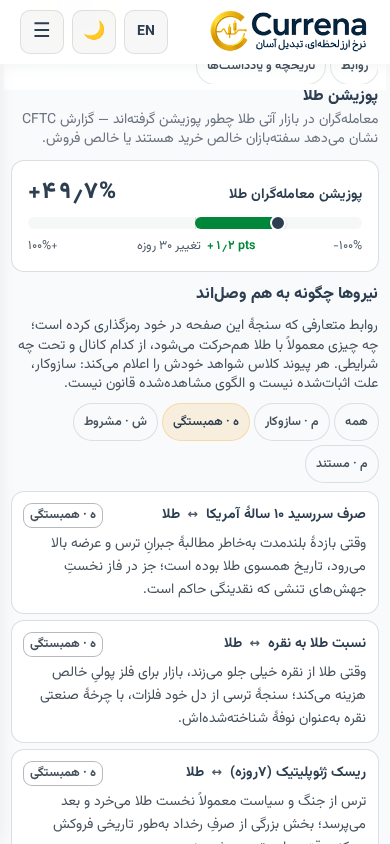 Currena
نرخ ارز لحظه‌ای، تبدیل آسان
EN
روابط
تاریخچه و یادداشت‌ها
پوزیشن طلا
معامله‌گران در بازار آتی طلا چطور پوزیشن گرفته‌اند — گزارش CFTC
نشان می‌دهد سفته‌بازان خالص خرید هستند یا خالص فروش.
پوزیشن معامله‌گران طلا
+۴۹٫۷%
−۱۰۰%
+۱٫۲ pts تغییر ۳۰ روزه
+۱۰۰%
نیروها چگونه به هم وصل‌اند
روابط متعارفی که سنجهٔ این صفحه در خود رمزگذاری کرده است؛
چه چیزی معمولاً با طلا هم‌حرکت می‌شود، از کدام کانال و تحت چه
شرایطی. هر پیوند کلاس شواهد خودش را اعلام می‌کند: سازوکار،
علت اثبات‌شده نیست و الگوی مشاهده‌شده قانون نیست.
همه
م · سازوکار
ه · همبستگی
ش · مشروط
م · مستند
صرف سررسید ۱۰ سالهٔ آمریکا ↔ طلا
ه · همبستگی
وقتی بازدهٔ بلندمدت به‌خاطر مطالبهٔ جبرانِ ترس و عرضه بالا
می‌رود، تاریخ همسوی طلا بوده است؛ جز در فاز نخستِ
جهش‌های تنشی که نقدینگی حاکم است.
نسبت طلا به نقره ↔ طلا
ه · همبستگی
وقتی طلا از نقره خیلی جلو می‌زند، بازار برای فلز پولیِ خالص
هزینه می‌کند؛ سنجهٔ ترسی از دل خود فلزات، با چرخهٔ صنعتی
نقره به‌عنوان نوفهٔ شناخته‌شده‌اش.
ریسک ژئوپلیتیک (۷روزه) ↔ طلا
ه · همبستگی
ترس از جنگ و سیاست معمولاً نخست طلا می‌خرد و بعد
می‌پرسد؛ بخش بزرگی از صرفِ رخداد به‌طور تاریخی فروکش